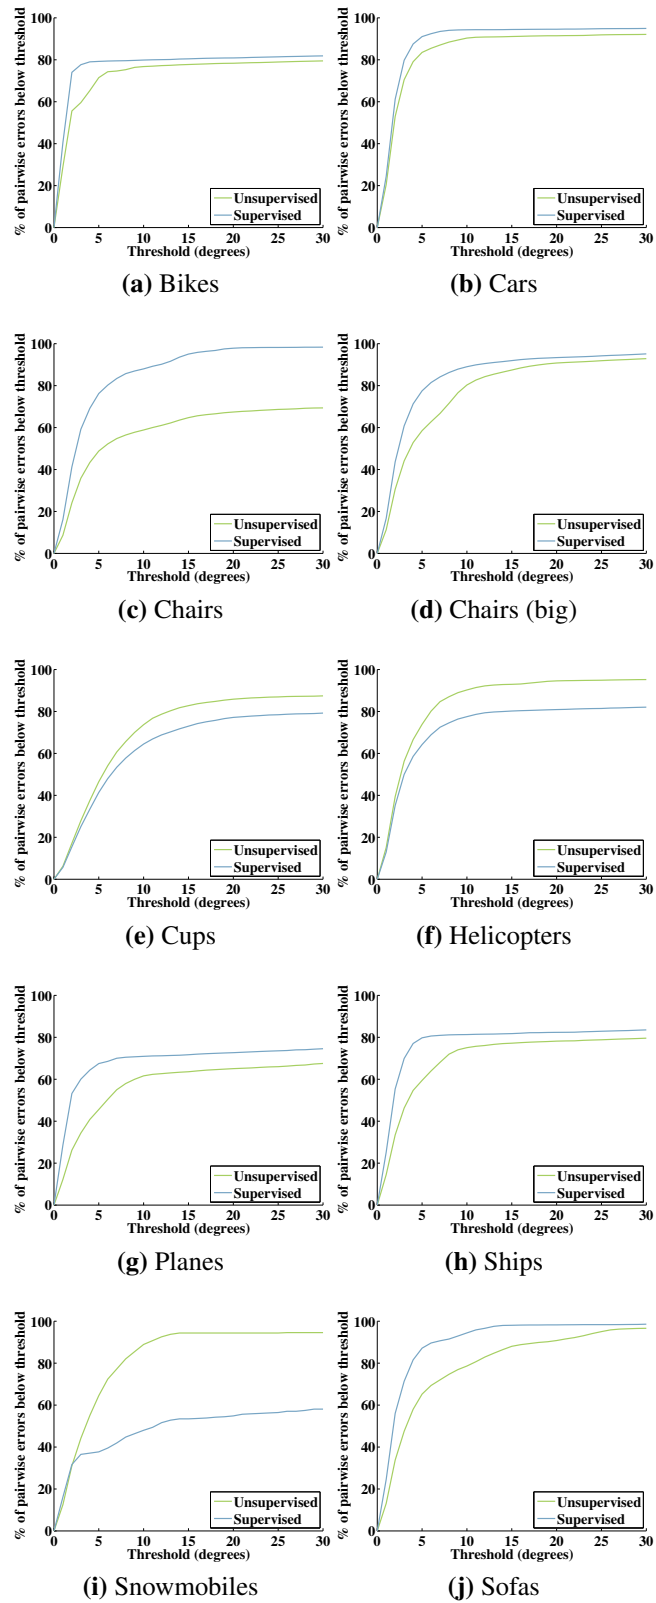 % of pairwise errors below threshold
100
80
60
40
20
0
0 5 10 15 20 25 30
Threshold (degrees)
Unsupervised
Supervised
(a) Bikes
% of pairwise errors below threshold
100
80
60
40
20
0
0 5 10 15 20 25 30
Threshold (degrees)
Unsupervised
Supervised
(b) Cars
% of pairwise errors below threshold
100
80
60
40
20
0
0 5 10 15 20 25 30
Threshold (degrees)
Unsupervised
Supervised
(c) Chairs
% of pairwise errors below threshold
100
80
60
40
20
0
0 5 10 15 20 25 30
Threshold (degrees)
Unsupervised
Supervised
(d) Chairs (big)
% of pairwise errors below threshold
100
80
60
40
20
0
0 5 10 15 20 25 30
Threshold (degrees)
Unsupervised
Supervised
(e) Cups
% of pairwise errors below threshold
100
80
60
40
20
0
0 5 10 15 20 25 30
Threshold (degrees)
Unsupervised
Supervised
(f) Helicopters
% of pairwise errors below threshold
100
80
60
40
20
0
0 5 10 15 20 25 30
Threshold (degrees)
Unsupervised
Supervised
(g) Planes
% of pairwise errors below threshold
100
80
60
40
20
0
0 5 10 15 20 25 30
Threshold (degrees)
Unsupervised
Supervised
(h) Ships
% of pairwise errors below threshold
100
80
60
40
20
0
0 5 10 15 20 25 30
Threshold (degrees)
Unsupervised
Supervised
(i) Snowmobiles
% of pairwise errors below threshold
100
80
60
40
20
0
0 5 10 15 20 25 30
Threshold (degrees)
Unsupervised
Supervised
(j) Sofas